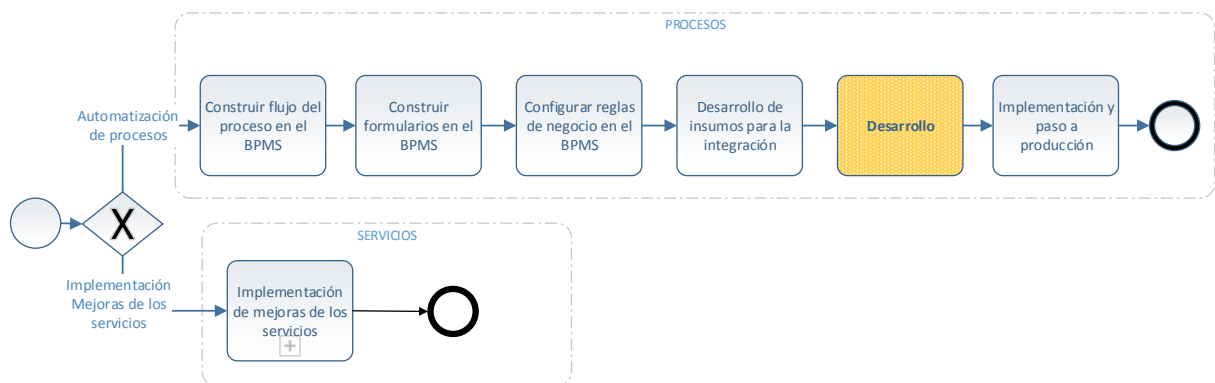 PROCESOS
Automatización
de procesos
Construir flujo del
proceso en el
BPMS
Construir
formularios en el
BPMS
Configurar reglas
de negocio en el
BPMS
Desarrollo de
insumos para la
integración
Desarrollo
Implementación y
paso a
producción
X
SERVICIOS
Implementación
Mejoras de los
servicios
Implementación
de mejoras de los
servicios